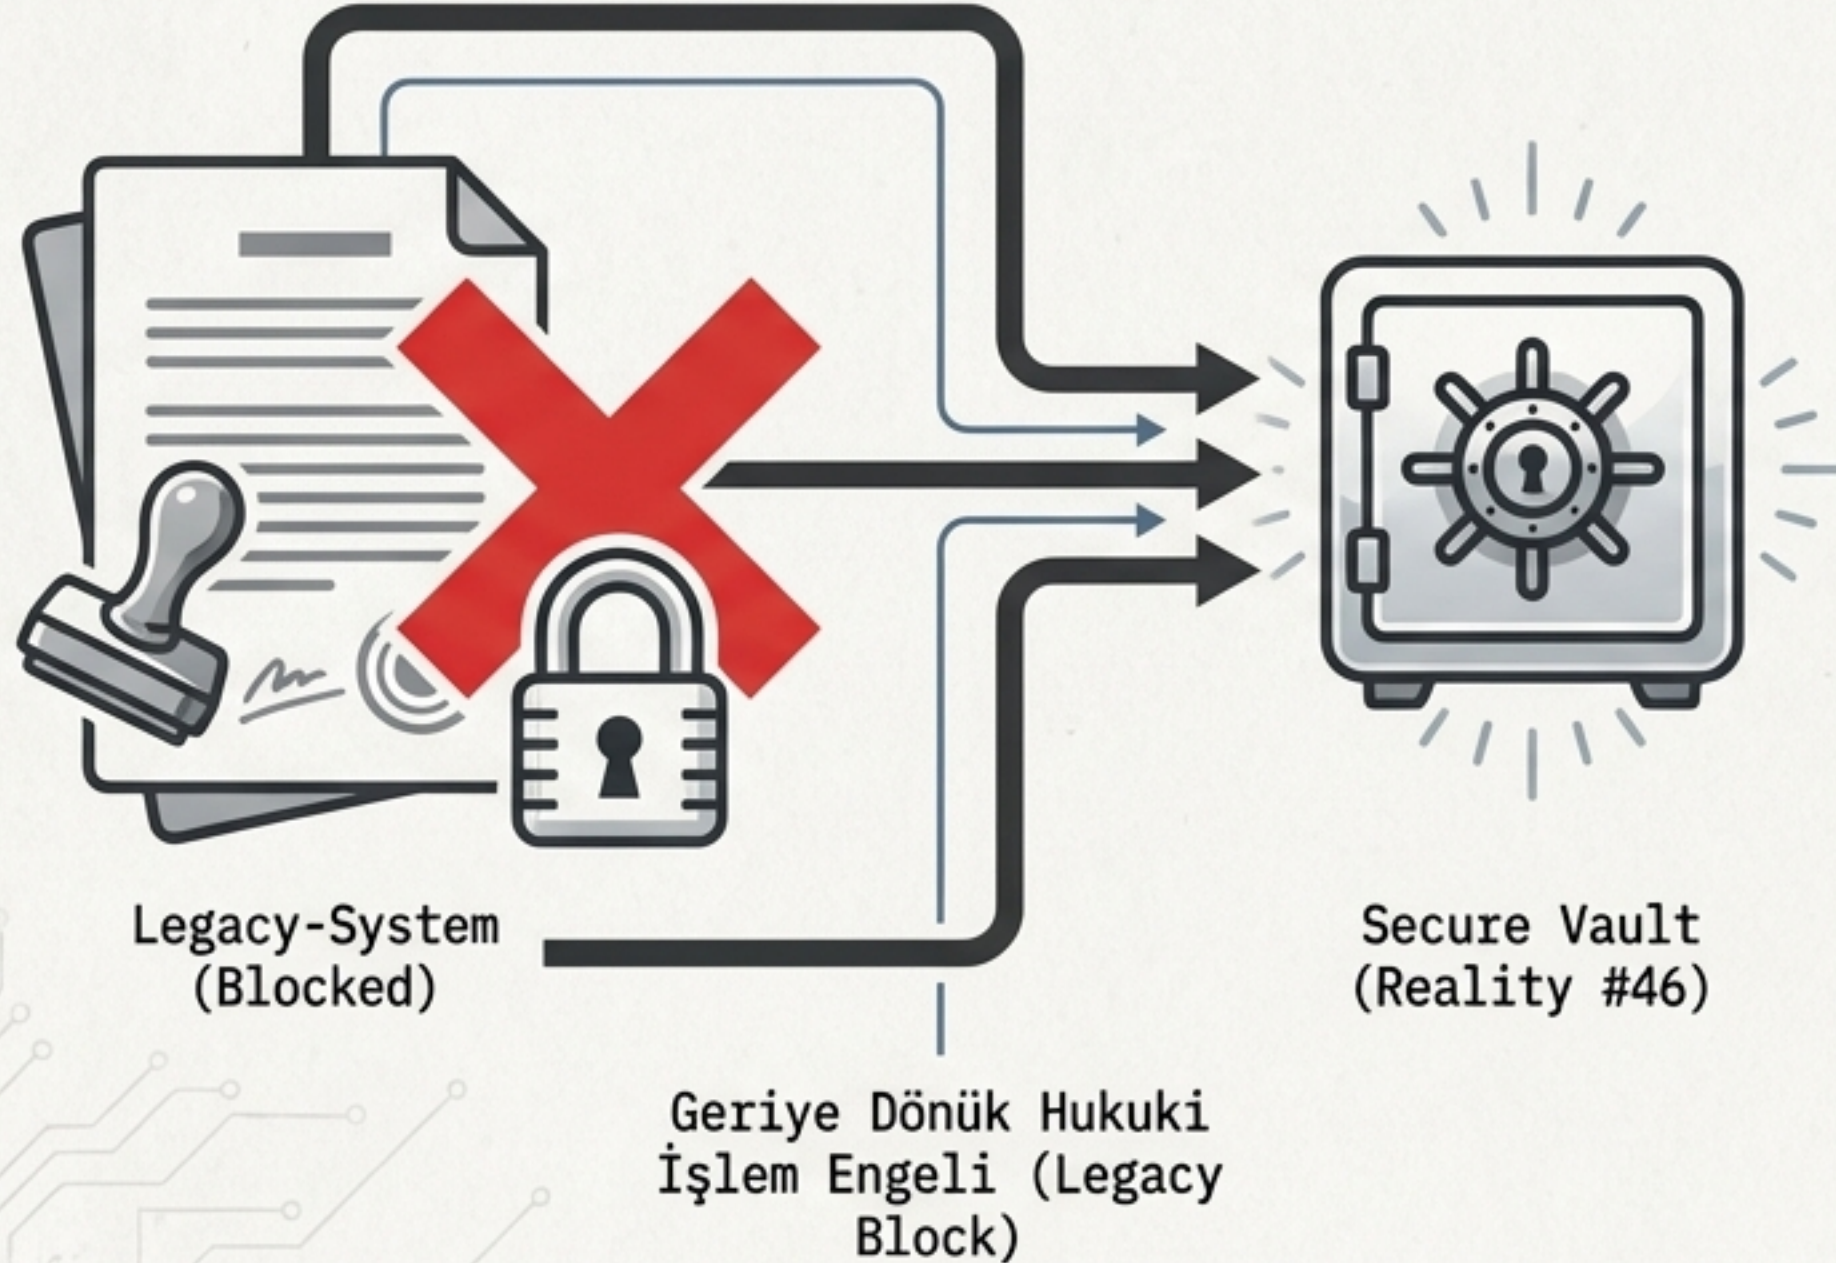 Legacy-System
(Blocked)
Secure Vault
(Reality #46)
Geriye Dönük Hukuki
İşlem Engeli (Legacy
Block)